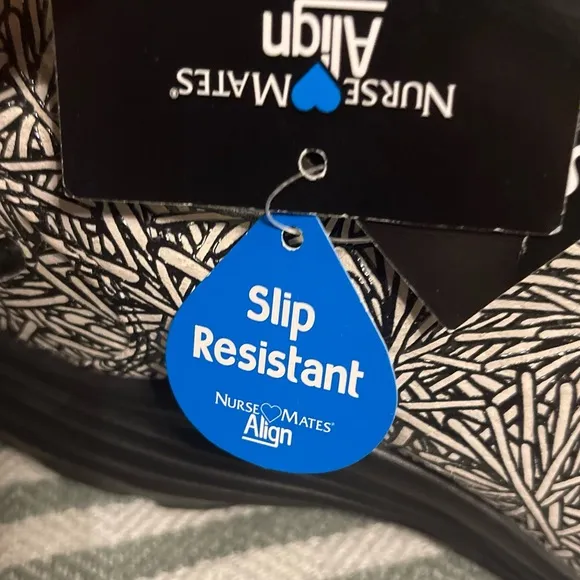 NURSE MATES®
Align
Slip
Resistant
NURSE MATES®
Align